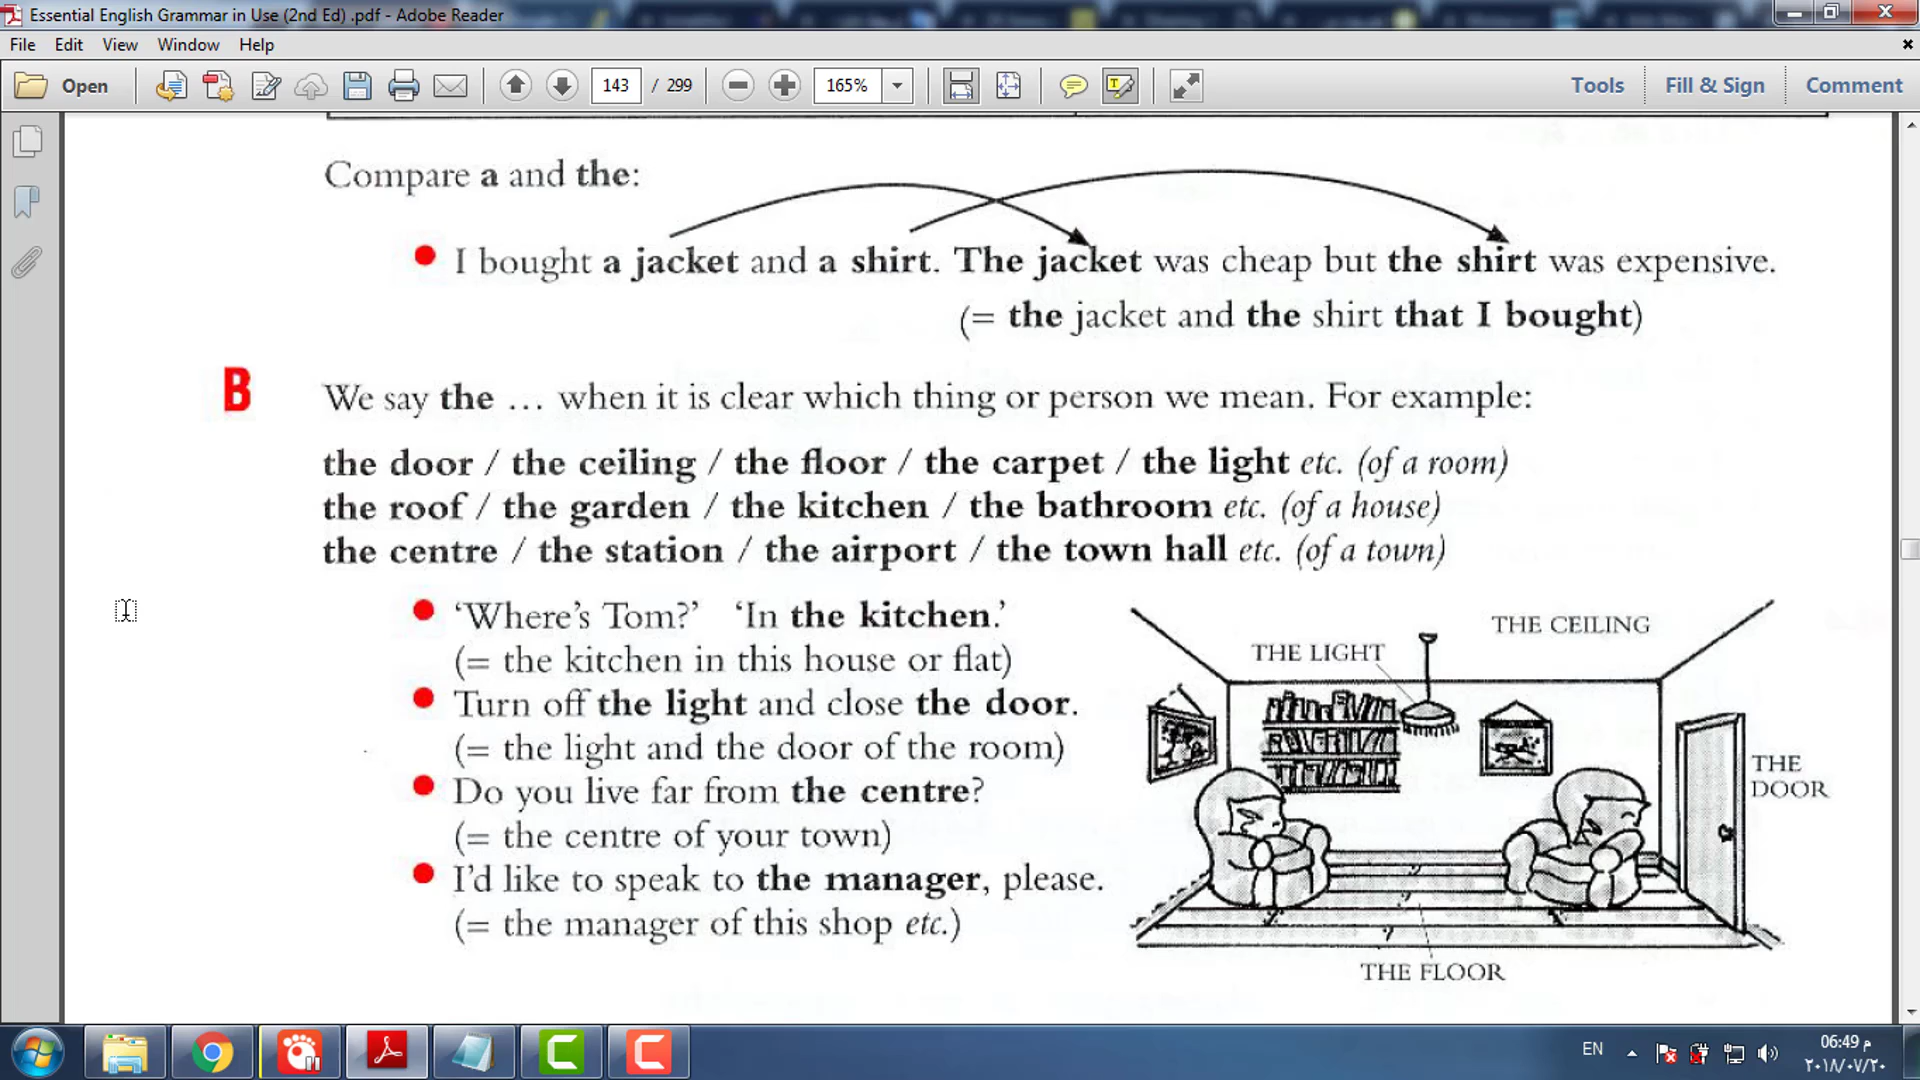 Essential English Grammar in Use (2nd Ed) .pdf - Adobe Reader
File Edit View Window Help
Open 143 / 299 165% Tools Fill & Sign Comment
Compare a and the:
I bought a jacket and a shirt. The jacket was cheap but the shirt was expensive.
(= the jacket and the shirt that I bought)
B We say the … when it is clear which thing or person we mean. For example:
the door / the ceiling / the floor / the carpet / the light etc. (of a room)
the roof / the garden / the kitchen / the bathroom etc. (of a house)
the centre / the station / the airport / the town hall etc. (of a town)
‘Where’s Tom?’ ‘In the kitchen.’
(= the kitchen in this house or flat)
Turn off the light and close the door.
(= the light and the door of the room)
Do you live far from the centre?
(= the centre of your town)
I’d like to speak to the manager, please.
(= the manager of this shop etc.)
THE CEILING
THE LIGHT
THE
DOOR
THE FLOOR
EN
06:49 م
٢٠١٨/٠٧/٢٠